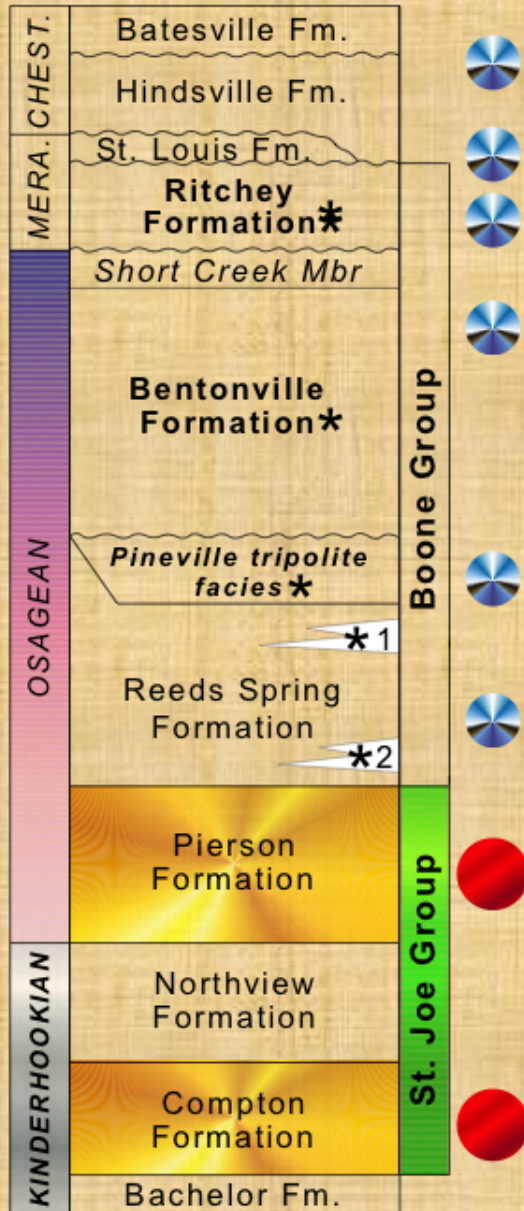 CHEST.
MERA.
OSAGEAN
KINDERHOOKIAN
Batesville Fm.
Hindsville Fm.
St. Louis Fm.
Ritchey
Formation**
Short Creek Mbr
Bentonville
Formation*
Pineville tripolite
facies*
*1
Reeds Spring
Formation
*2
Pierson
Formation
Northview
Formation
Compton
Formation
Bachelor Fm.
Boone Group
St. Joe Group